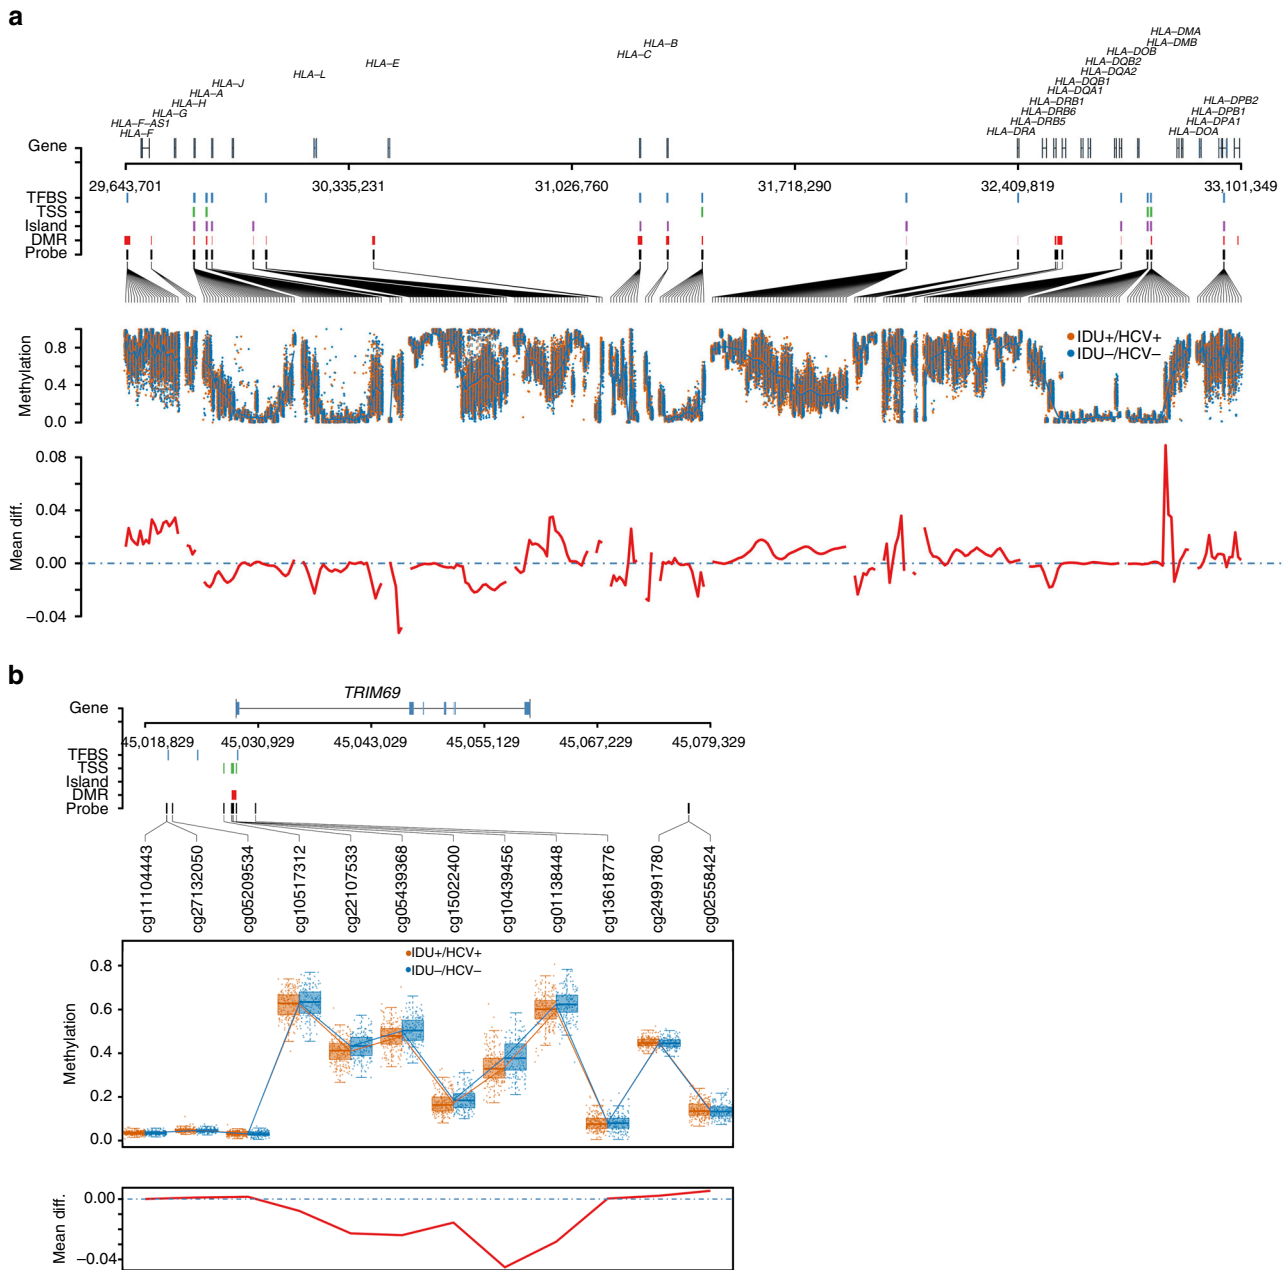 a
HLA–DMA
HLA–B
HLA–DMB
HLA–C
HLA–DOB
HLA–E
HLA–DQB2
HLA–L
HLA–DQA2
HLA–J
HLA–DQB1
HLA–A
HLA–DQA1
HLA–H
HLA–DRB1
HLA–DPB2
HLA–G
HLA–DRB6
HLA–DPB1
HLA–F–AS1
HLA–DRB5
HLA–DPA1
HLA–F
HLA–DRA
HLA–DOA
Gene
29,643,701 30,335,231 31,026,760 31,718,290 32,409,819 33,101,349
TFBS
TSS
Island
DMR
Probe
IDU+/HCV+
IDU–/HCV–
Methylation
0.8
0.4
0.0
Mean diff.
0.08
0.04
0.00
–0.04
b
TRIM69
Gene
45,018,829 45,030,929 45,043,029 45,055,129 45,067,229 45,079,329
TFBS
TSS
Island
DMR
Probe
cg11104443
cg27132050
cg05209534
cg10517312
cg22107533
cg05439368
cg15022400
cg10439456
cg01138448
cg13618776
cg24991780
cg02558424
IDU+/HCV+
IDU–/HCV–
Methylation
0.8
0.6
0.4
0.2
0.0
Mean diff.
0.00
–0.04